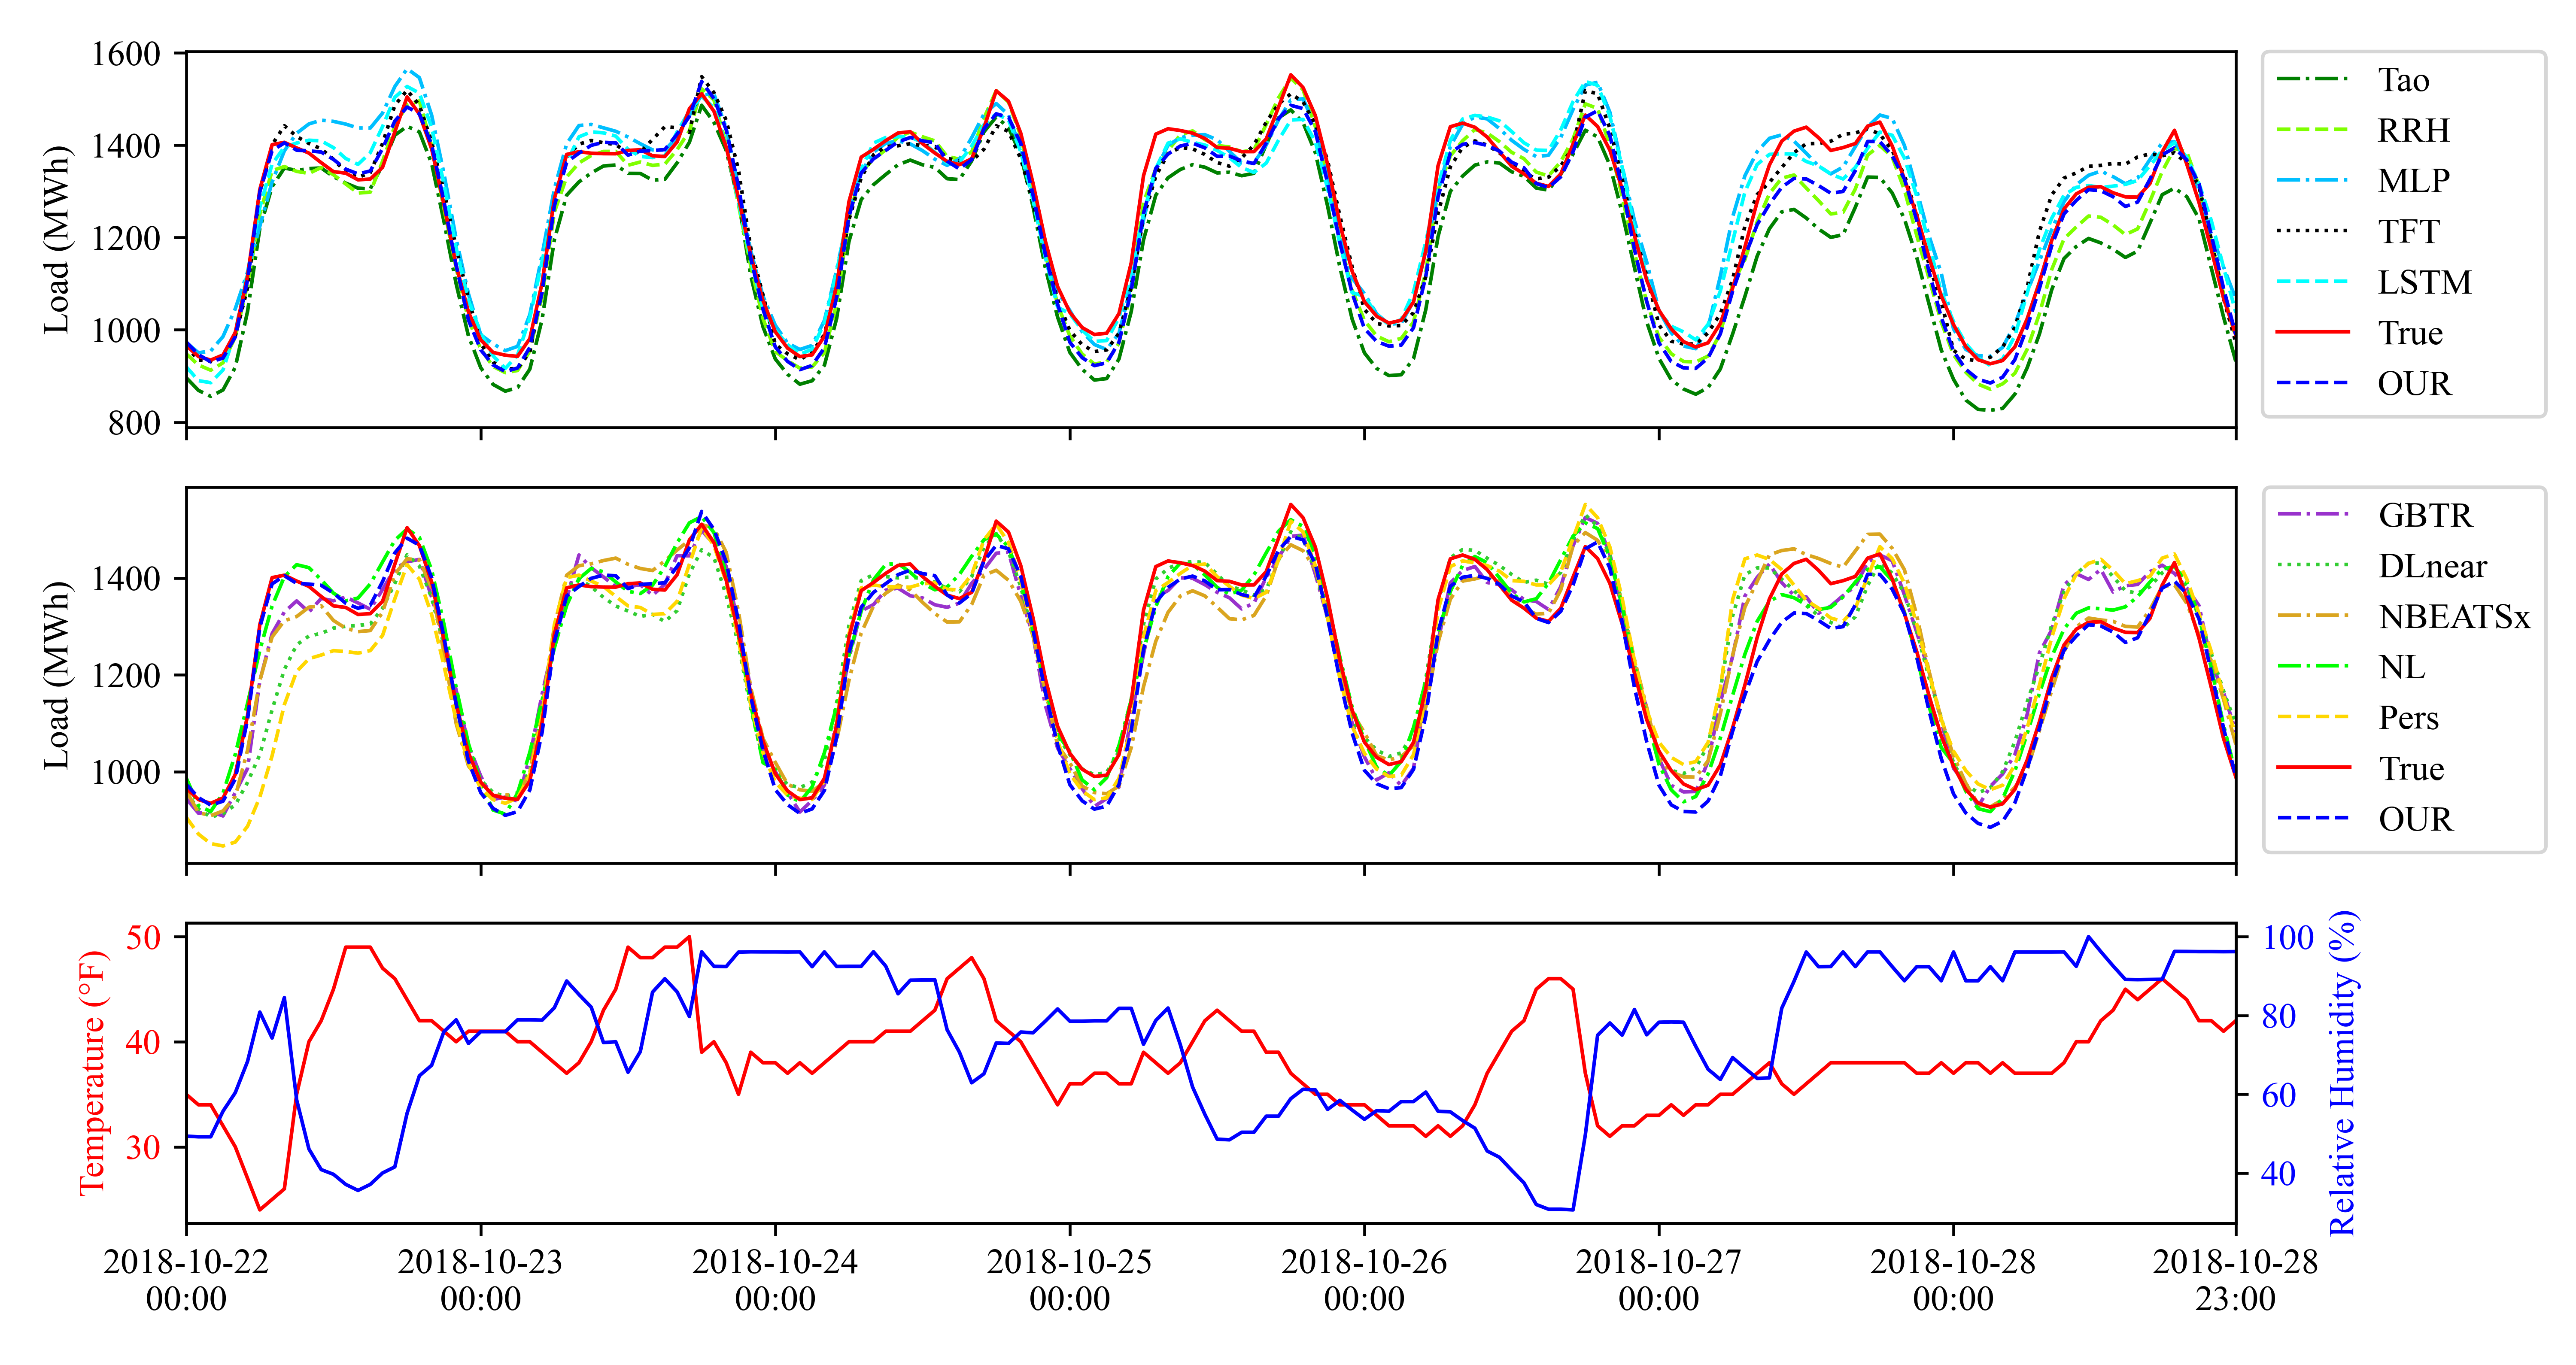 1600
1400
1200
1000
800
Load (MWh)
Tao
RRH
MLP
TFT
LSTM
True
OUR
1400
1200
1000
Load (MWh)
GBTR
DLnear
NBEATSx
NL
Pers
True
OUR
50
40
30
Temperature (°F)
100
80
60
40
Relative Humidity (%)
2018-10-22 2018-10-23 2018-10-24 2018-10-25 2018-10-26 2018-10-27 2018-10-28 2018-10-28
00:00 00:00 00:00 00:00 00:00 00:00 00:00 23:00